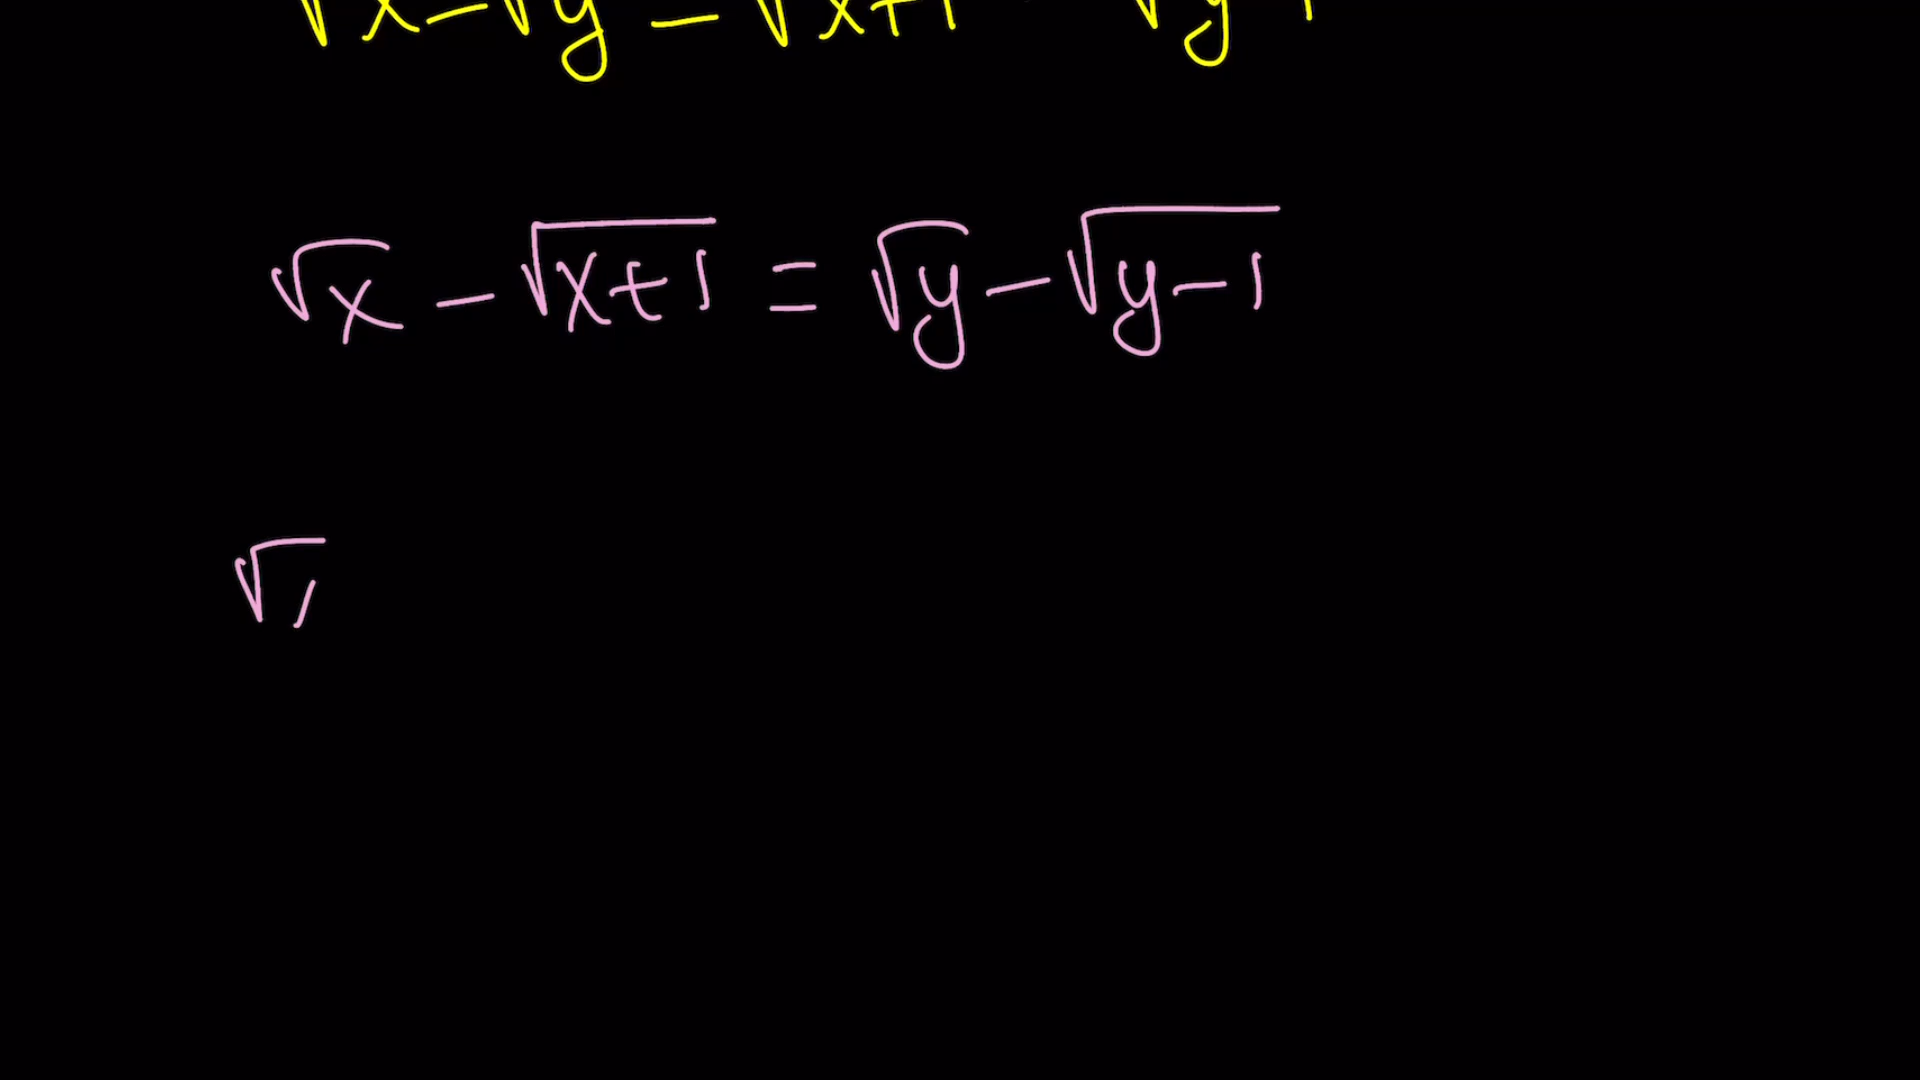 √x - √y - √x+1 √y
√x - √x+1 = √y - √y-1
√